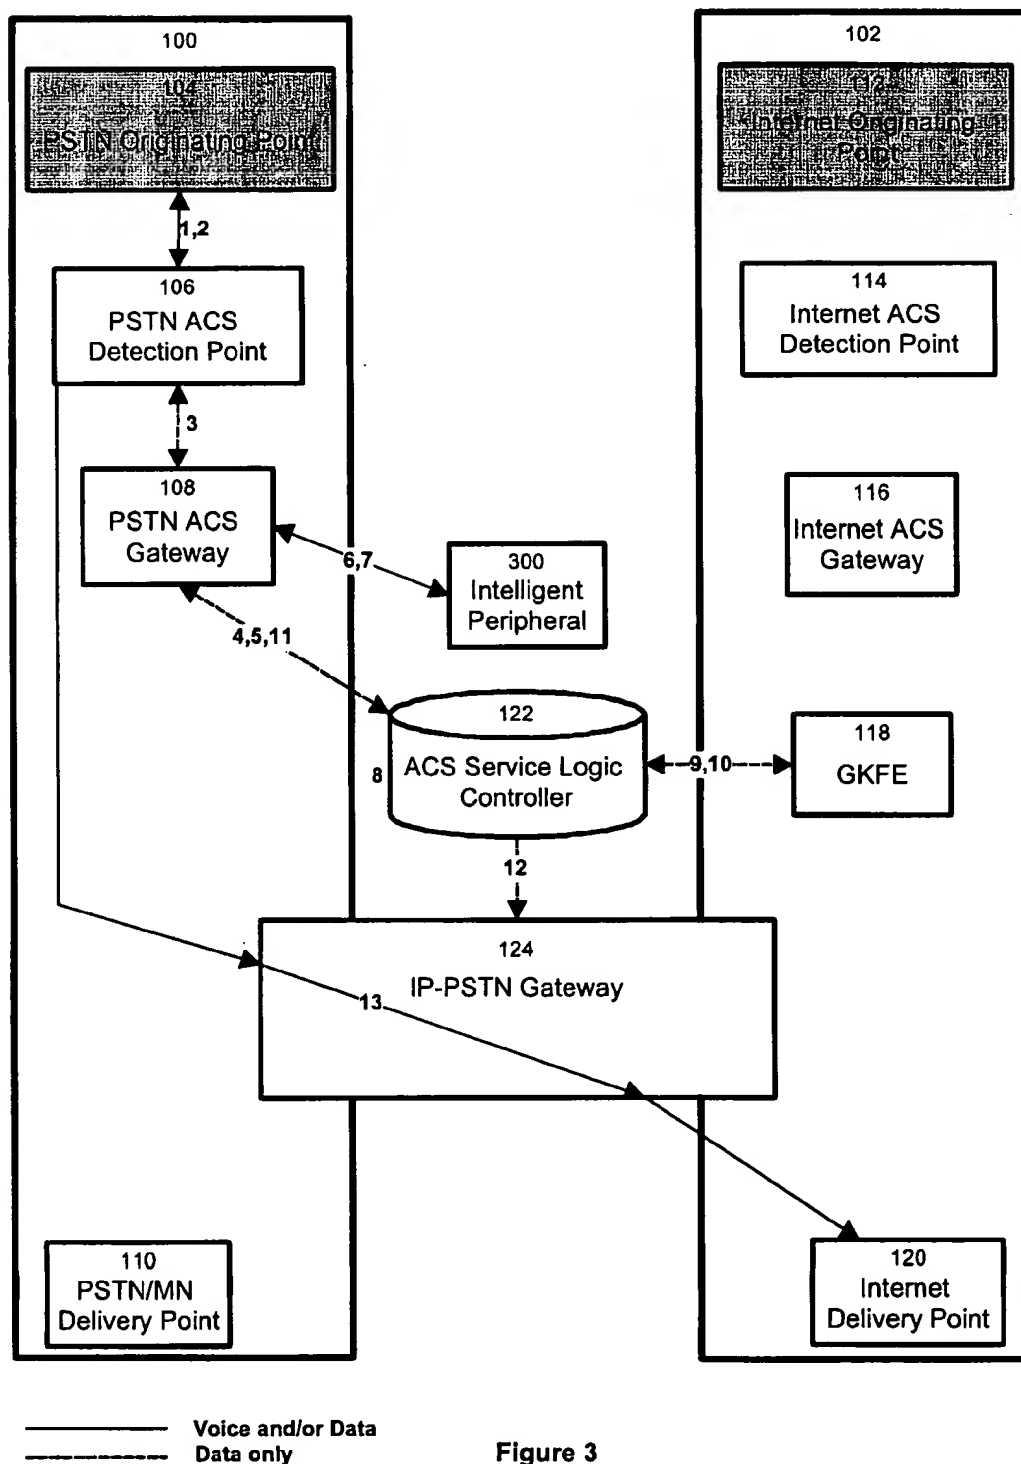 100
104
PSTN Originating Point
1,2
106
PSTN ACS
Detection Point
3
108
PSTN ACS
Gateway
6,7
4,5,11
300
Intelligent
Peripheral
122
8
ACS Service Logic
Controller
9,10
12
124
IP-PSTN Gateway
13
110
PSTN/MN
Delivery Point
102
112
Internet Originating
Point
114
Internet ACS
Detection Point
116
Internet ACS
Gateway
118
GKFE
120
Internet
Delivery Point
Voice and/or Data
Data only
Figure 3